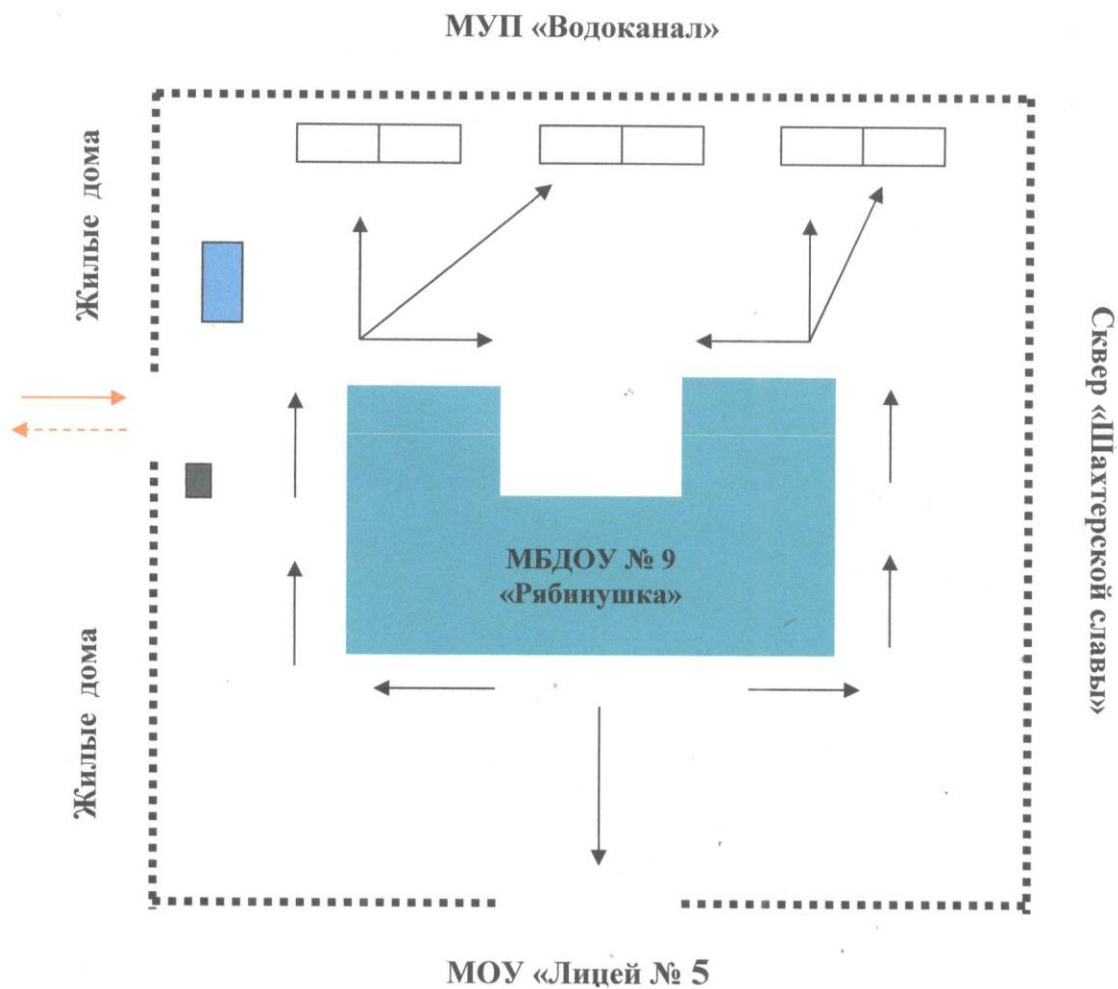 МУП «Водоканал»
Жилые дома
Сквер «Шахтерской славы»
МБДОУ № 9
«Рябинушка»
Жилые дома
МОУ «Лицей № 5